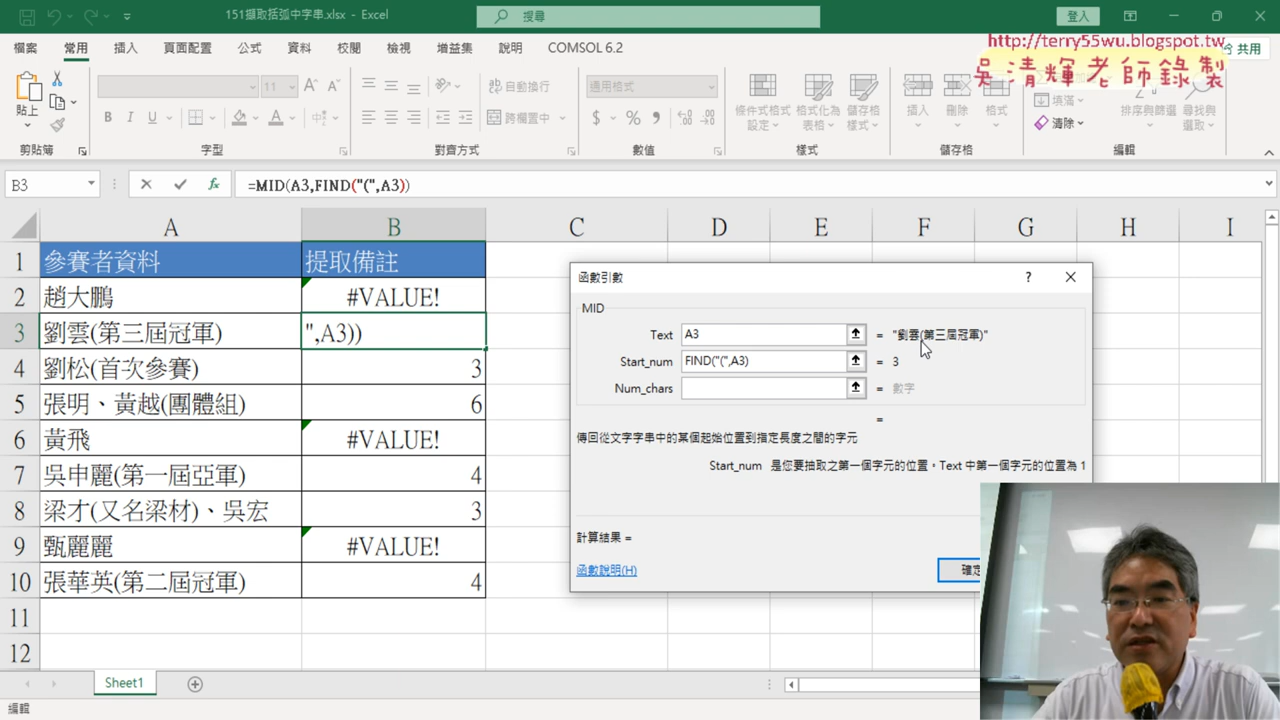 151擷取括弧中字串.xlsx - Excel
搜尋
登入
檔案 常用 插入 頁面配置 公式 資料 校閱 檢視 增益集 說明 COMSOL 6.2
共用
http://terry55wu.blogspot.tw
吳清輝老師錄製
貼上
11
B I U
自動換行
跨欄置中
通用格式
$ %
條件式格式設定
格式化為表格
儲存格樣式
插入 刪除 格式
填滿
清除
排序與篩選
尋找與選取
剪貼簿 字型 對齊方式 數值 樣式 儲存格 編輯
B3
=MID(A3,FIND("(",A3))
A B C D E F G H I
1 參賽者資料 提取備註
2 趙大鵬 #VALUE!
3 劉雲(第三屆冠軍) ",A3))
4 劉松(首次參賽) 3
5 張明、黃越(團體組) 6
6 黃飛 #VALUE!
7 吳申麗(第一屆亞軍) 4
8 梁才(又名梁材)、吳宏 3
9 甄麗麗 #VALUE!
10 張華英(第二屆冠軍) 4
11
12
函數引數
?
MID
Text A3 = "劉雲(第三屆冠軍)"
Start_num FIND("(",A3) = 3
Num_chars = 數字
=
傳回從文字字串中的某個起始位置到指定長度之間的字元
Start_num 是您要抽取之第一個字元的位置。Text 中第一個字元的位置為 1
計算結果 =
函數說明(H)
確定
Sheet1
編輯